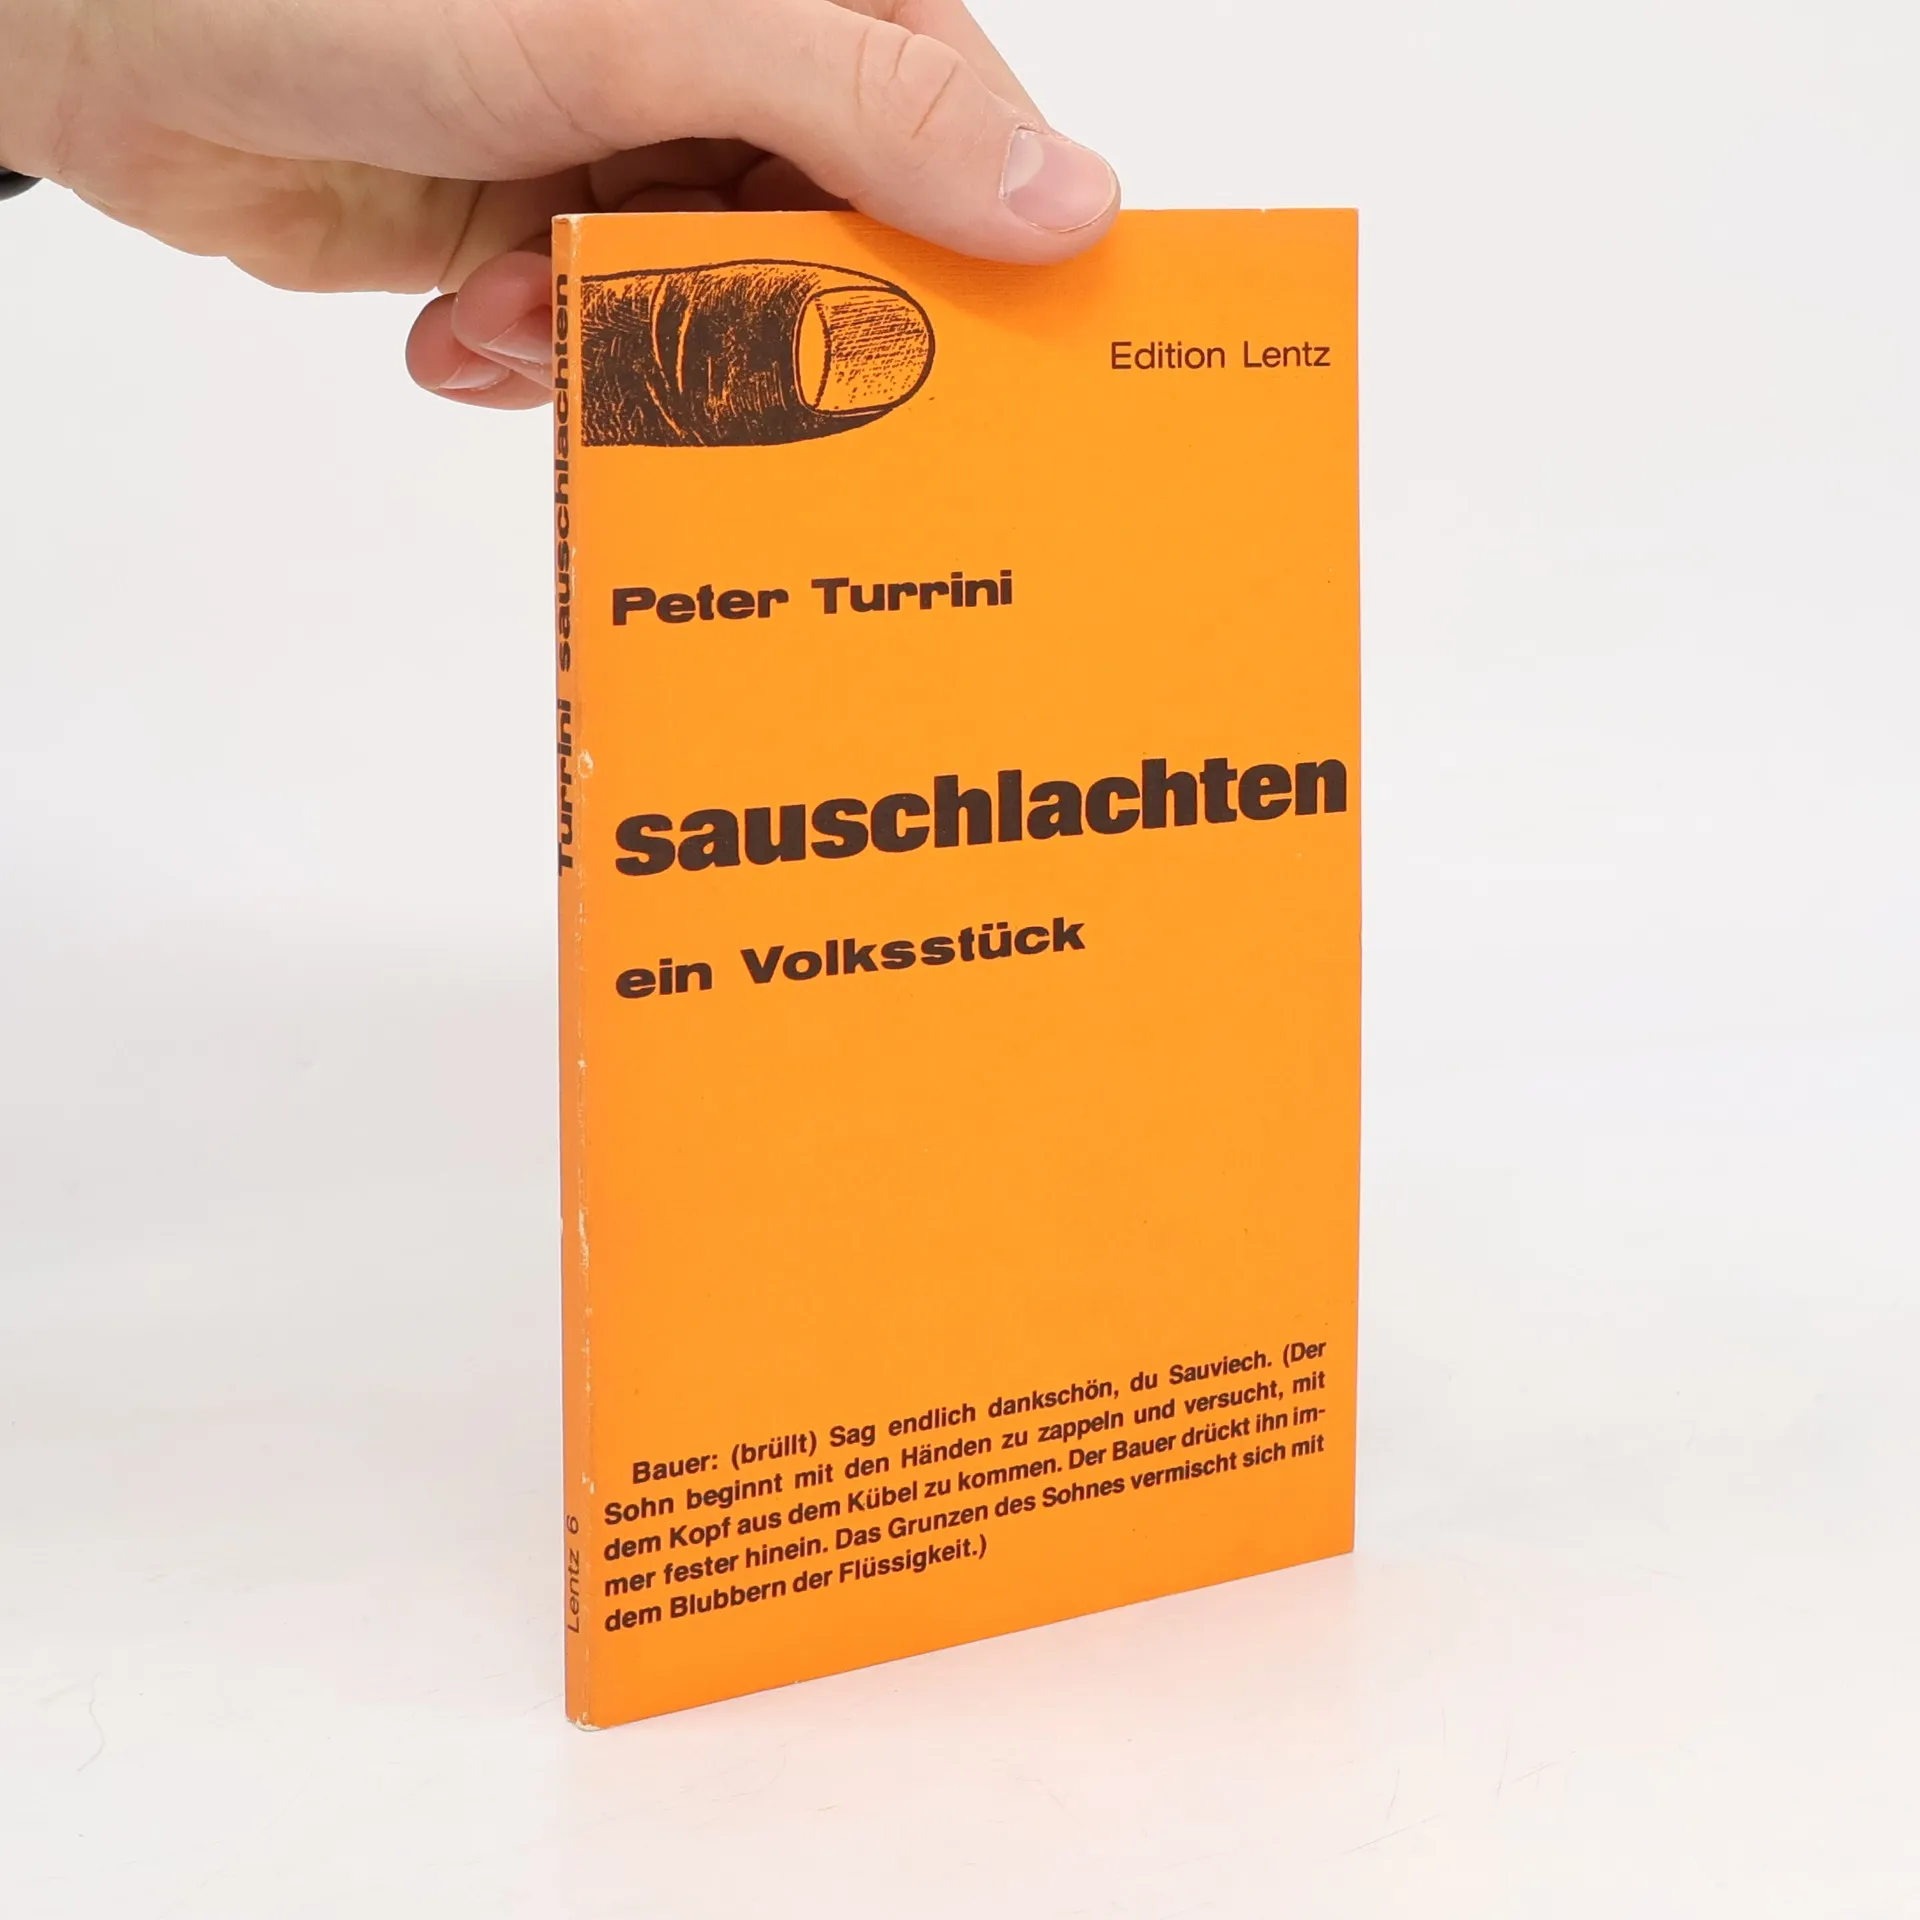 Edition Lentz
Peter Turrini
sauschlachten
ein Volksstück
Bauer: (brüllt) Sag endlich dankschön, du Sauviech. (Der
Sohn beginnt mit den Händen zu zappeln und versucht, mit
dem Kopf aus dem Kübel zu kommen. Der Bauer drückt ihn im-
mer fester hinein. Das Grunzen des Sohnes vermischt sich mit
dem Blubbern der Flüssigkeit.)
Turrini sauschlachten
Lentz 6